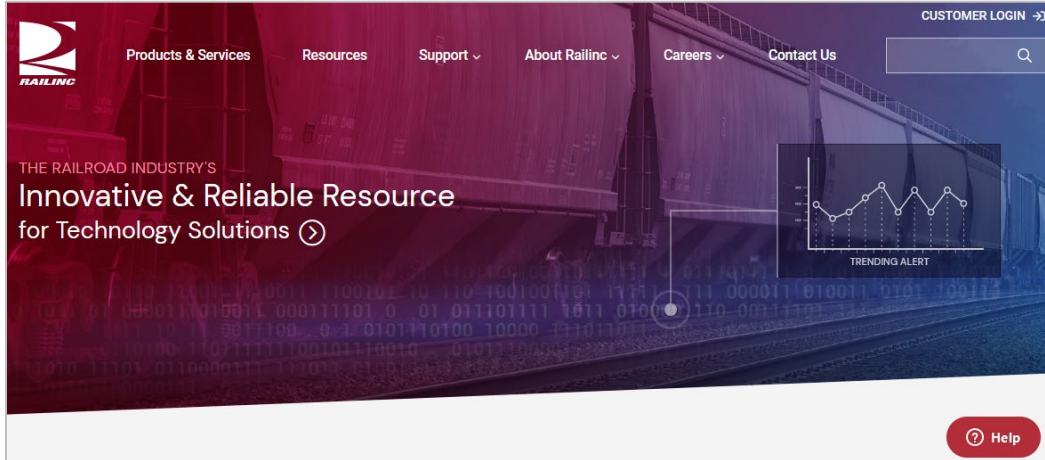 CUSTOMER LOGIN
RAILINC
Products & Services Resources Support About Railinc Careers Contact Us
THE RAILROAD INDUSTRY'S
Innovative & Reliable Resource
for Technology Solutions
TRENDING ALERT
Help